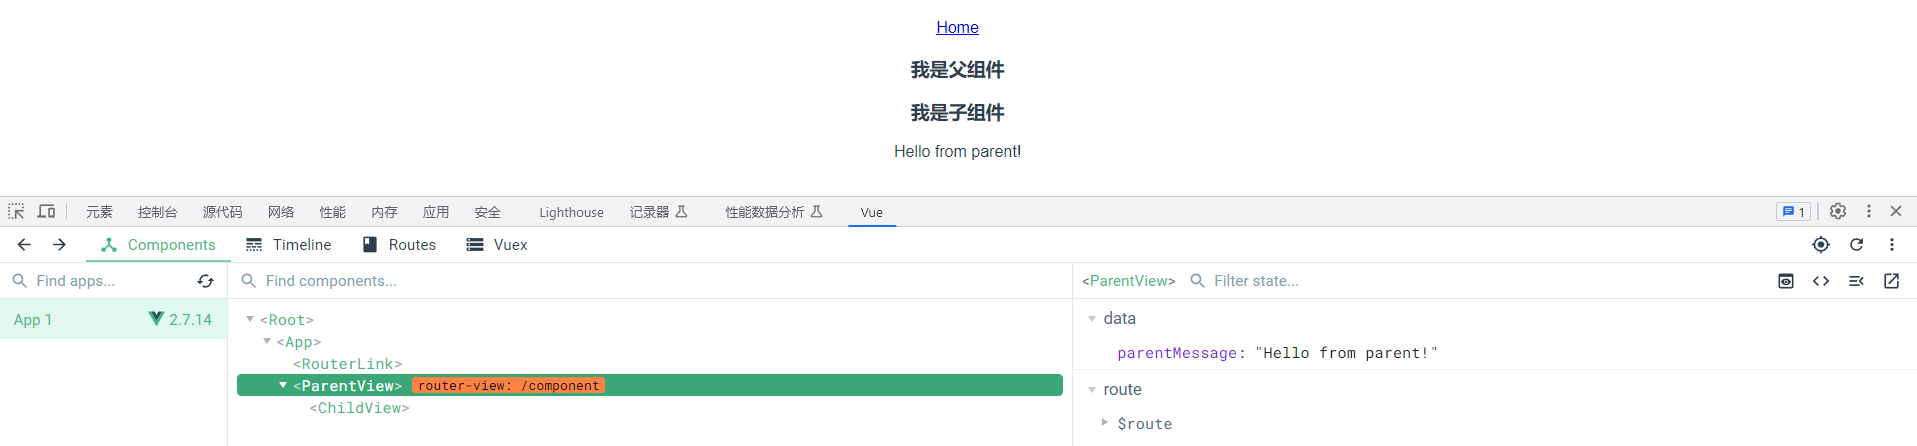 Home
我是父组件
我是子组件
Hello from parent!
元素 控制台 源代码 网络 性能 内存 应用 安全 Lighthouse 记录器 性能数据分析 Vue 1
Components Timeline Routes Vuex
Find apps... Find components... <ParentView> Filter state...
App 1 2.7.14
<Root>
<App>
<RouterLink>
<ParentView> router-view: /component
<ChildView>
data
parentMessage: "Hello from parent!"
route
$route